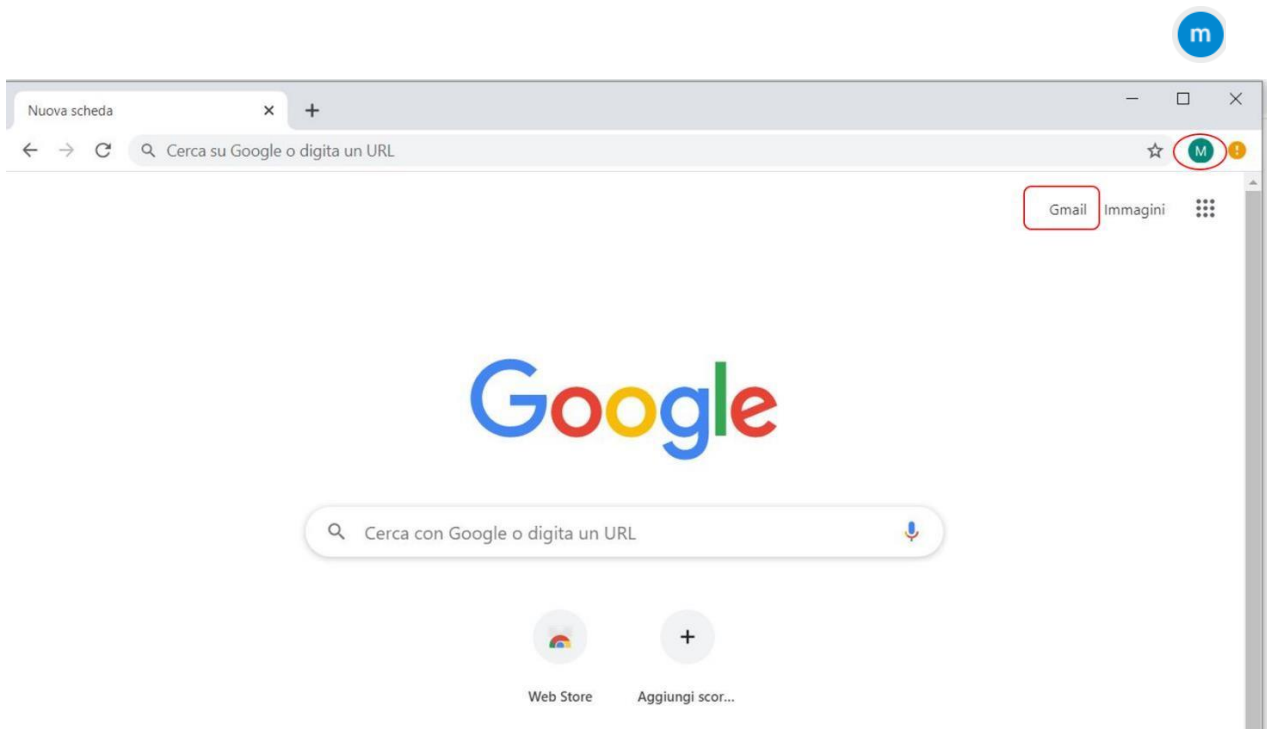 m
Nuova scheda
Cerca su Google o digita un URL
M
Gmail Immagini
Google
Cerca con Google o digita un URL
Web Store Aggiungi scor...